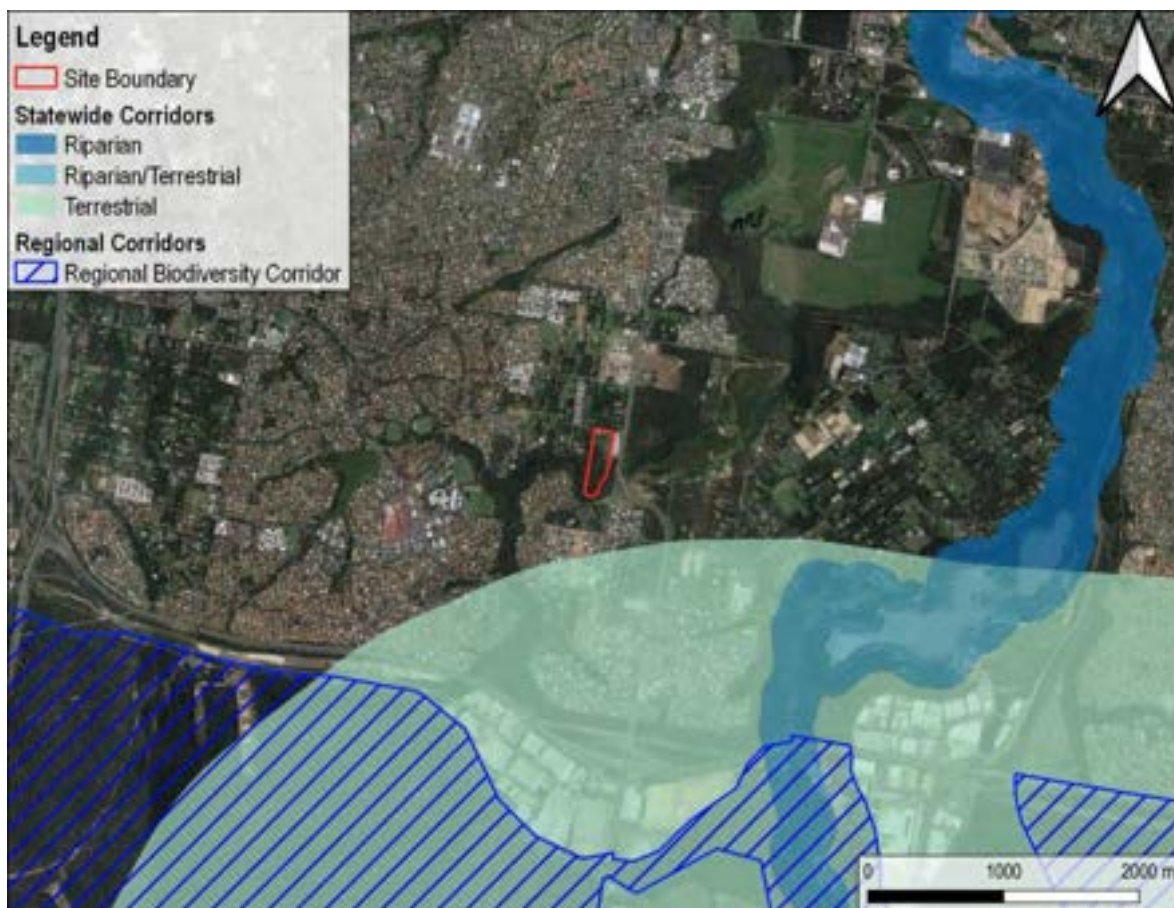 Legend
Site Boundary
Statewide Corridors
Riparian
Riparian/Terrestrial
Terrestrial
Regional Corridors
Regional Biodiversity Corridor
0 1000 2000 m